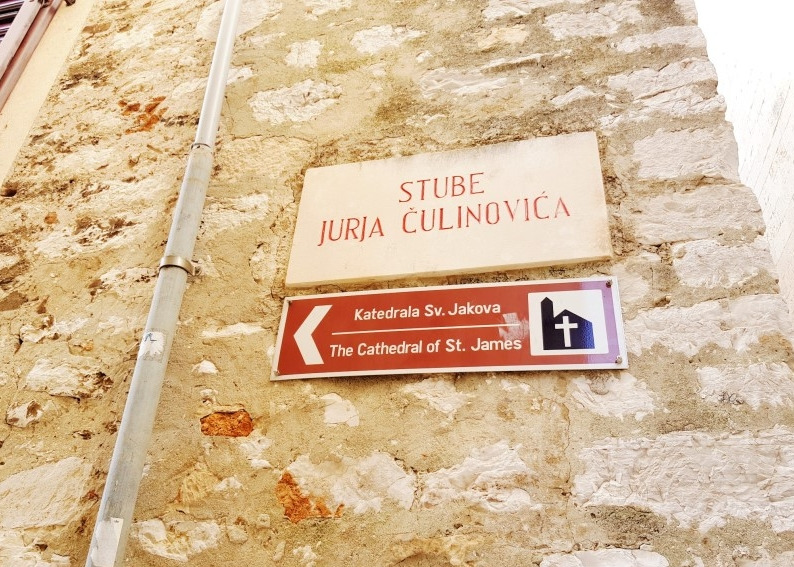 STUBE
JURJA ČULINOVIĆA
Katedrala Sv. Jakova
The Cathedral of St. James